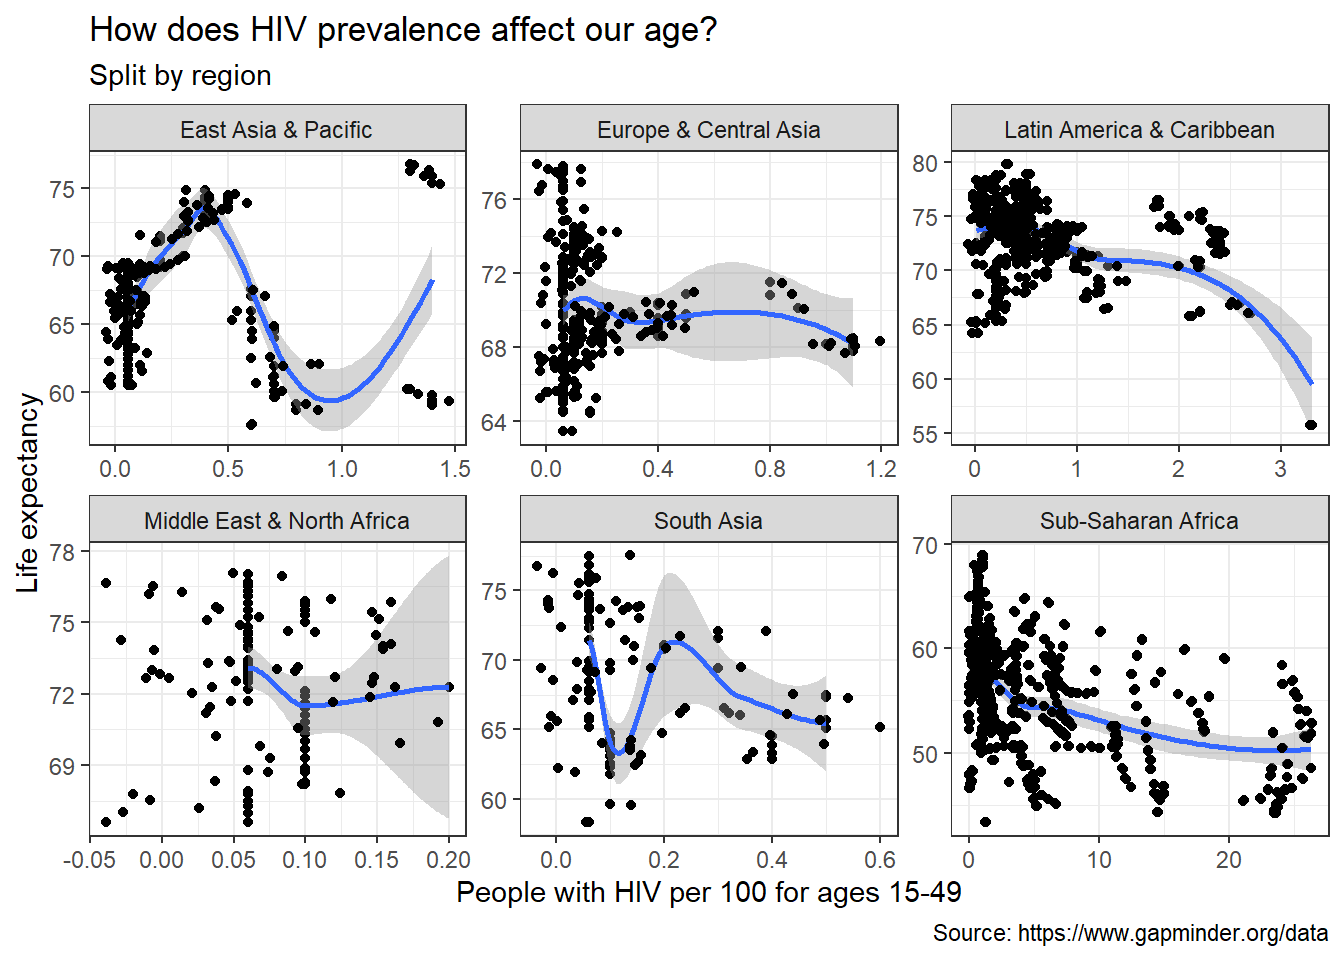 How does HIV prevalence affect our age?
Split by region
East Asia & Pacific
Europe & Central Asia
Latin America & Caribbean
75
70
65
60
76
72
68
64
80
75
70
65
60
55
0.0 0.5 1.0 1.5
0.0 0.4 0.8 1.2
0 1 2 3
Life expectancy
Middle East & North Africa
South Asia
Sub-Saharan Africa
78
75
72
69
75
70
65
60
70
60
50
-0.05 0.00 0.05 0.10 0.15 0.20
0.0 0.2 0.4 0.6
0 10 20
People with HIV per 100 for ages 15-49
Source: https://www.gapminder.org/data